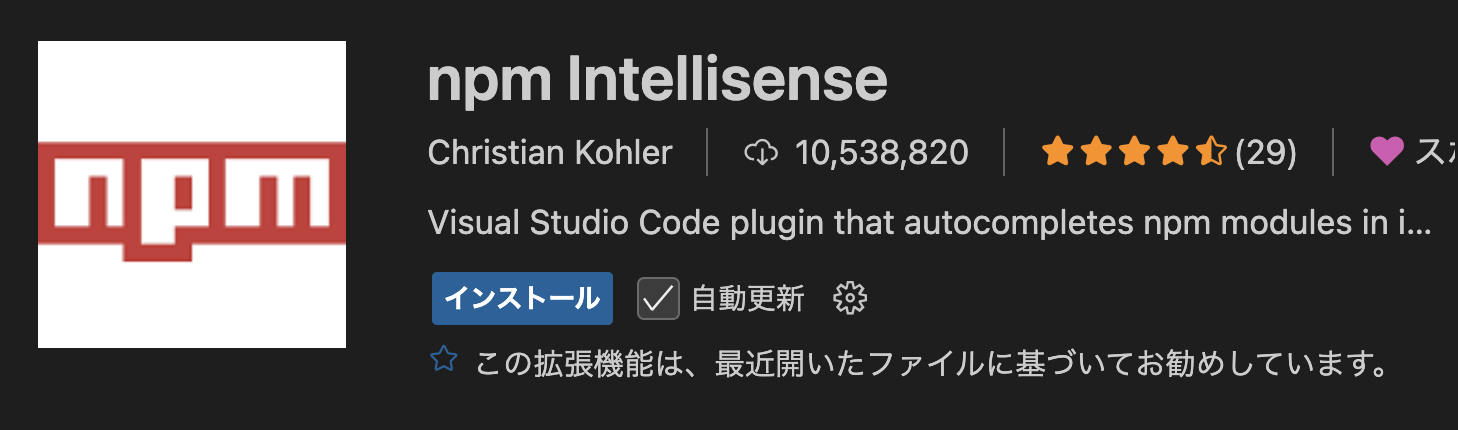 npm
npm Intellisense
Christian Kohler 10,538,820 (29)
Visual Studio Code plugin that autocompletes npm modules in i...
インストール 自動更新
この拡張機能は、最近開いたファイルに基づいてお勧めしています。